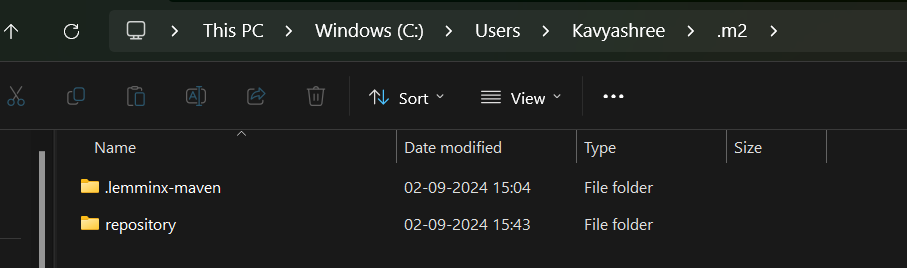 This PC > Windows (C:) > Users > Kavyashree > .m2 >
Sort View ...
Name Date modified Type Size
.lemminx-maven 02-09-2024 15:04 File folder
repository 02-09-2024 15:43 File folder